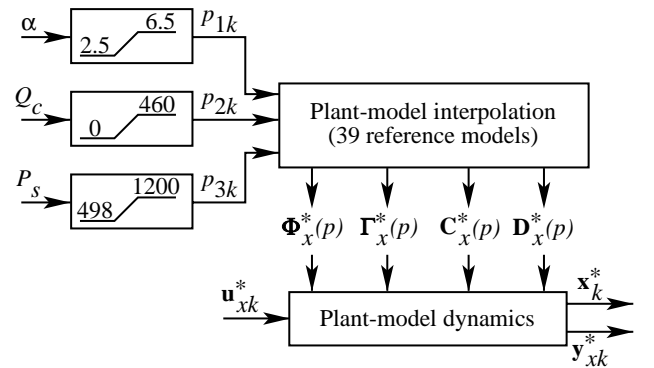 α
2.5 6.5
p1k
Qc
0 460
p2k
Ps
498 1200
p3k
Plant-model interpolation
(39 reference models)
Φ*x(p) Γ*x(p) C*x(p) D*x(p)
u*xk
Plant-model dynamics
x*k
y*xk